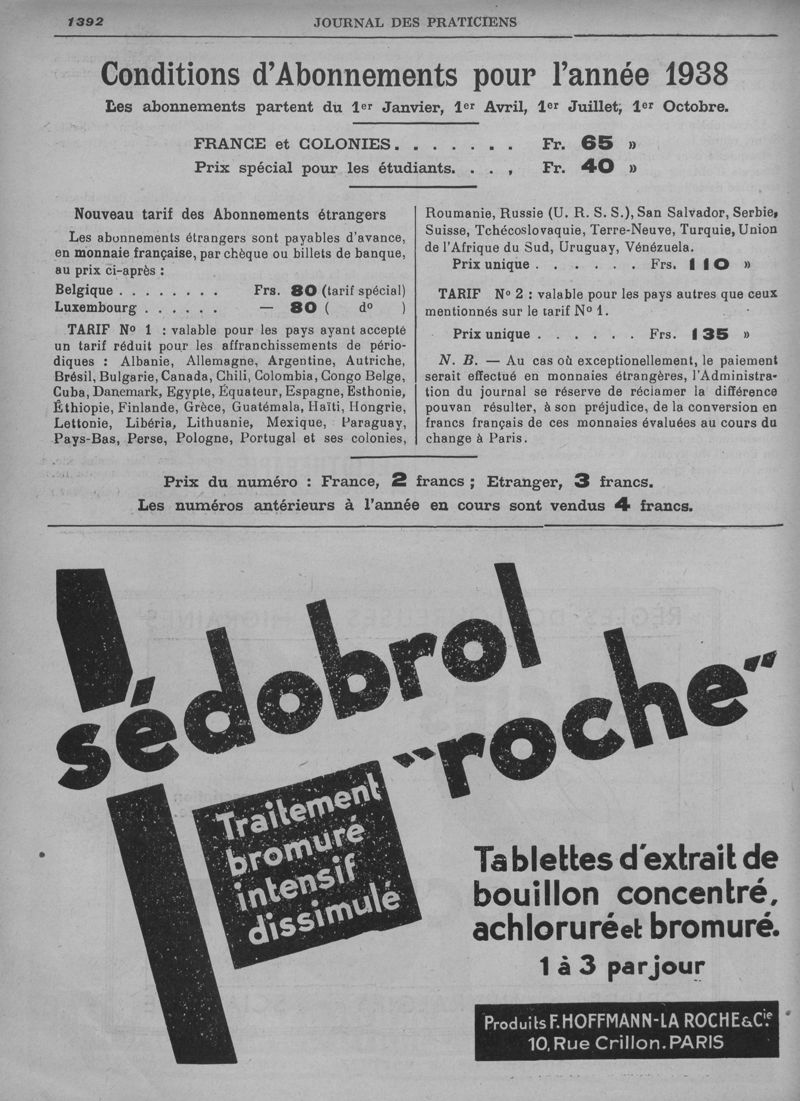 1392
JOURNAL DES PRATICIENS
Conditions d'Abonnements pour l'année 1938
Les abonnements partent du 1er Janvier, 1er Avril, 1er Juillet, 1er Octobre.
FRANCE et COLONIES. . . . . . . Fr. 65 »
Prix spécial pour les étudiants. . . , Fr. 40 »
Nouveau tarif des Abonnements étrangers
Les abonnements étrangers sont payables d'avance,
en monnaie française, par chèque ou billets de banque,
au prix ci-après :
Belgique . . . . . . . . Frs. 80 (tarif spécial)
Luxembourg . . . . . . — 80 ( do )
TARIF No 1 : valable pour les pays ayant accepté
un tarif réduit pour les affranchissements de pério-
diques : Albanie, Allemagne, Argentine, Autriche,
Brésil, Bulgarie, Canada, Chili, Colombia, Congo Belge,
Cuba, Danemark, Egypte, Equateur, Espagne, Esthonie,
Éthiopie, Finlande, Grèce, Guatémala, Haïti, Hongrie,
Lettonie, Libéria, Lithuanie, Mexique, Paraguay,
Pays-Bas, Perse, Pologne, Portugal et ses colonies,
Roumanie, Russie (U. R. S. S.), San Salvador, Serbie,
Suisse, Tchécoslovaquie, Terre-Neuve, Turquie, Union
de l'Afrique du Sud, Uruguay, Vénézuela.
Prix unique . . . . . . Frs. 110 »
TARIF No 2 : valable pour les pays autres que ceux
mentionnés sur le tarif No 1.
Prix unique . . . . . . Frs. 135 »
N. B. — Au cas où exceptionellement, le paiement
serait effectué en monnaies étrangères, l'Administra-
tion du journal se réserve de réclamer la différence
pouvan résulter, à son préjudice, de la conversion en
francs français de ces monnaies évaluées au cours du
change à Paris.
Prix du numéro : France, 2 francs ; Etranger, 3 francs.
Les numéros antérieurs à l'année en cours sont vendus 4 francs.
sédobrol
"roche"
Traitement
bromuré
intensif
dissimulé
Tablettes d'extrait de
bouillon concentré,
achloruré et bromuré.
1 à 3 par jour
Produits F. HOFFMANN-LA ROCHE & Cie.
10, Rue Crillon. PARIS